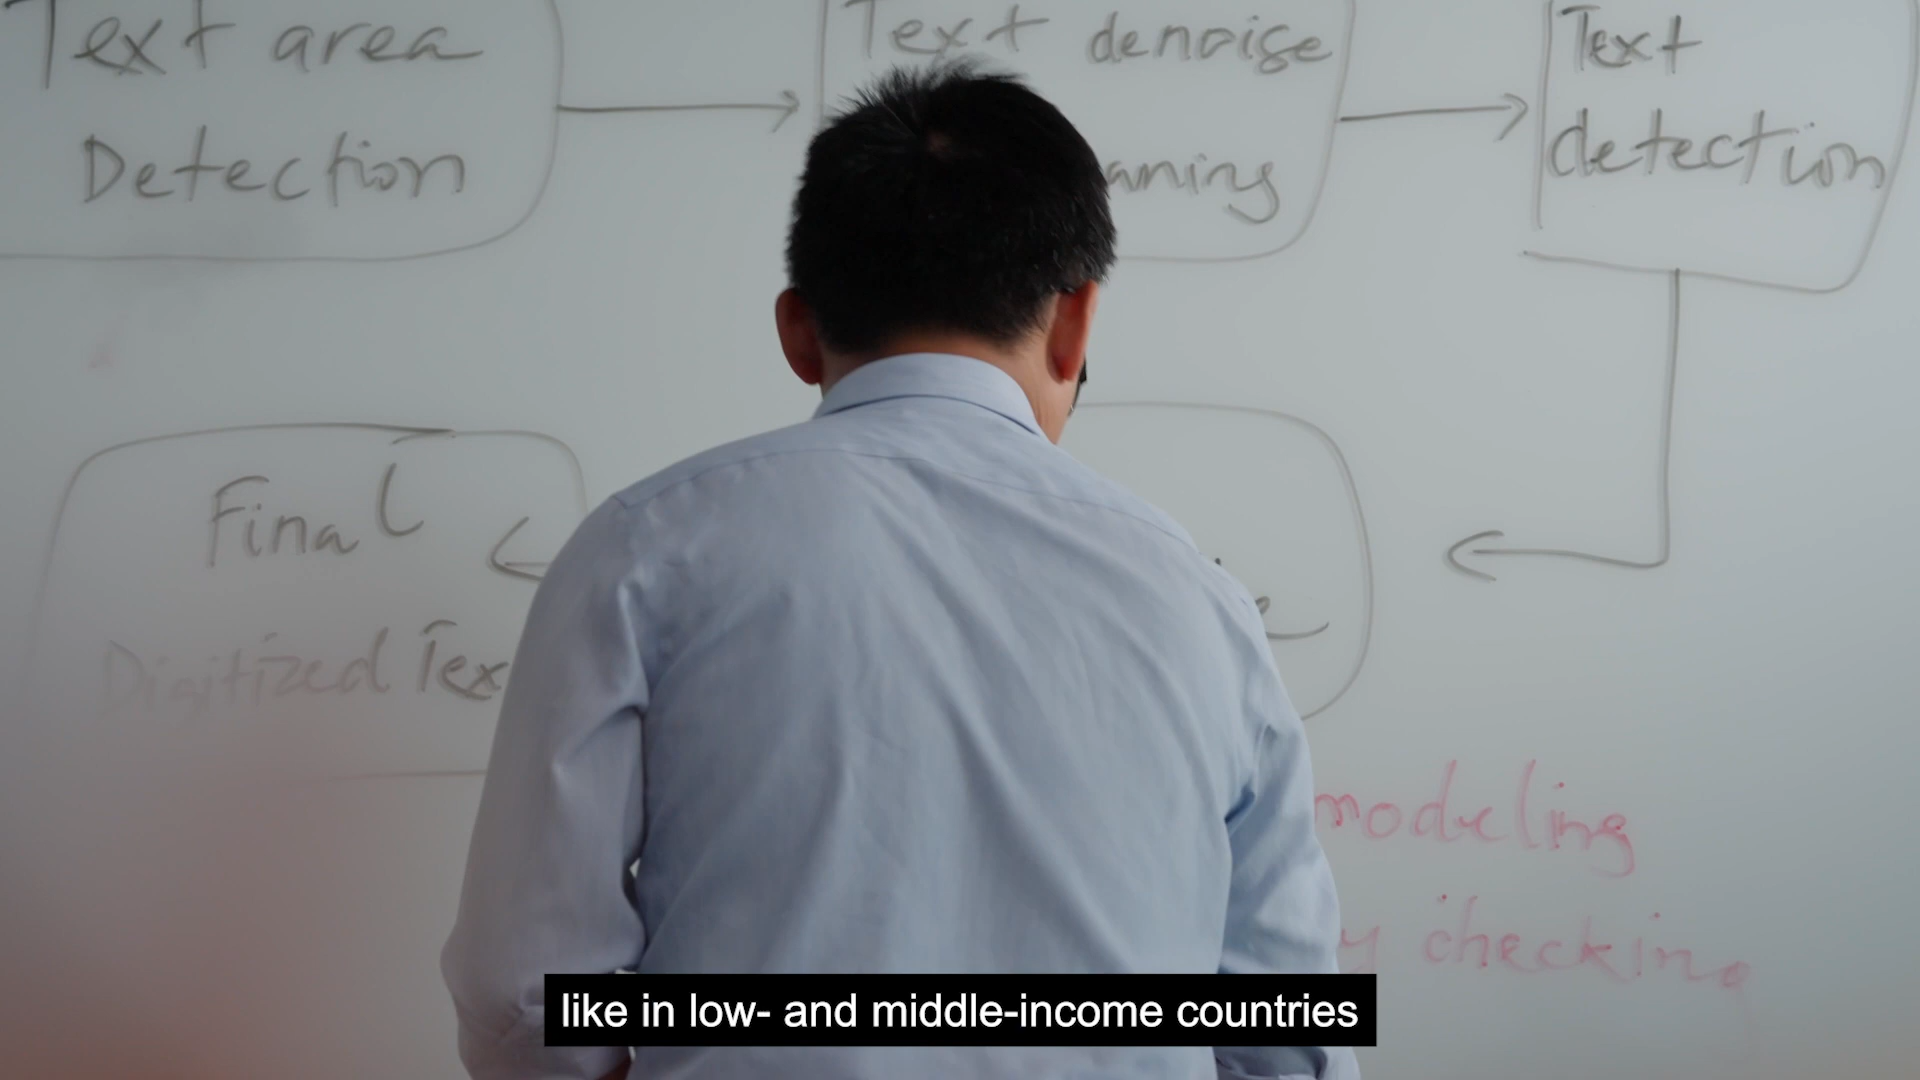 Text area
Detection
Text denoise
Text
detection
Final
Digitized Tex
modeling
checking
like in low- and middle-income countries